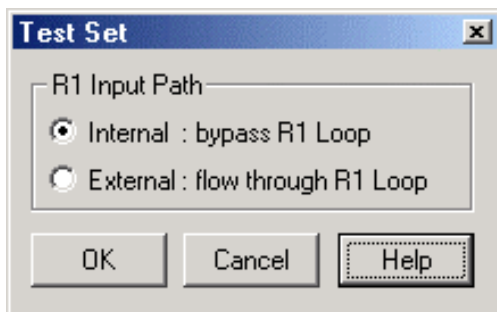 Test Set
R1 Input Path
Internal : bypass R1 Loop
External : flow through R1 Loop
OK Cancel Help